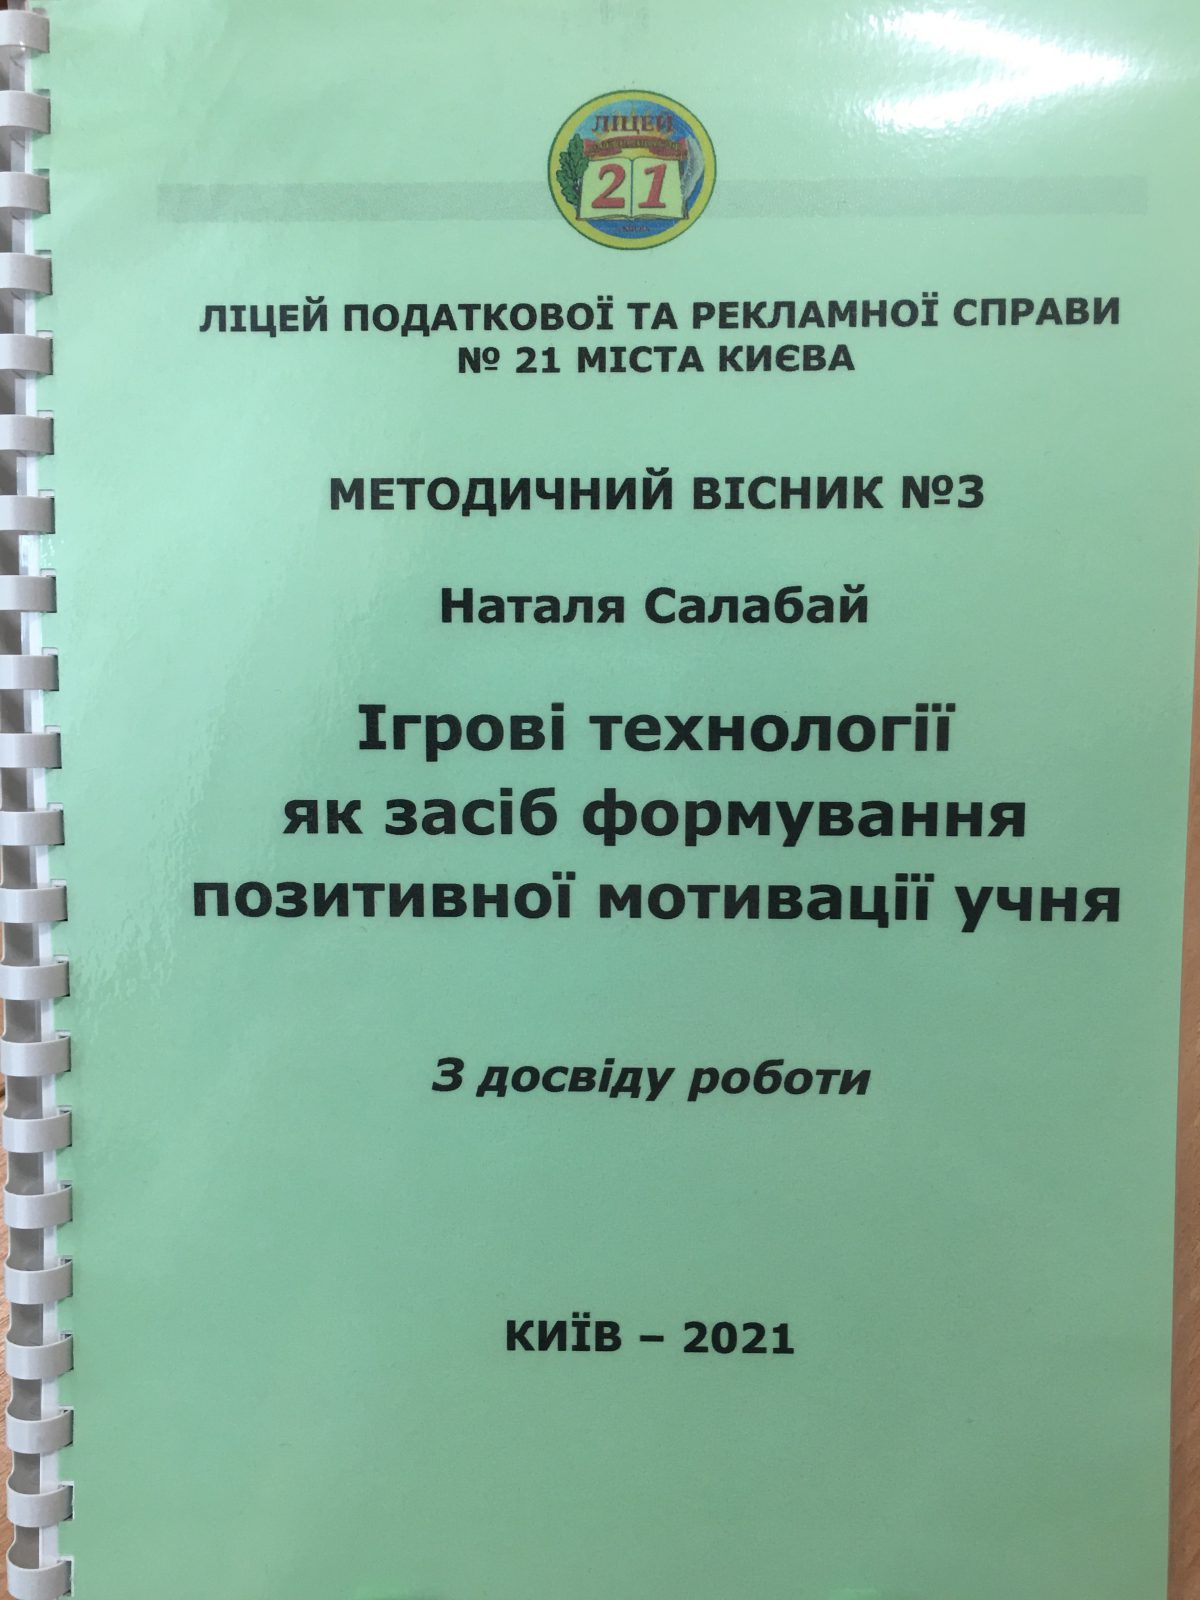 ЛІЦЕЙ
21
ЛІЦЕЙ ПОДАТКОВОЇ ТА РЕКЛАМНОЇ СПРАВИ
№ 21 МІСТА КИЄВА
МЕТОДИЧНИЙ ВІСНИК №3
Наталя Салабай
Ігрові технології
як засіб формування
позитивної мотивації учня
З досвіду роботи
КИЇВ – 2021